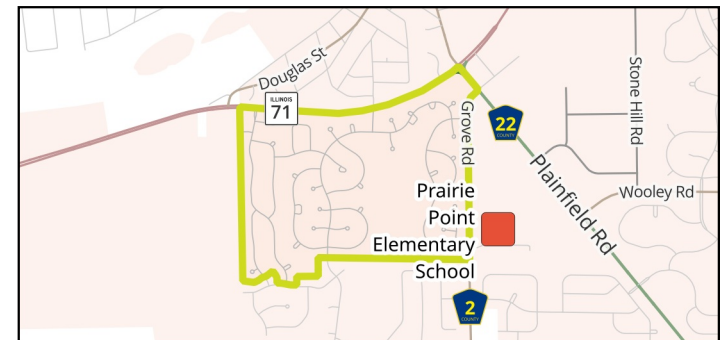 Douglas St
ILLINOIS
71
Grove Rd
22
COUNTY
Stone Hill Rd
Plainfield Rd
Wooley Rd
Prairie
Point
Elementary
School
2
COUNTY